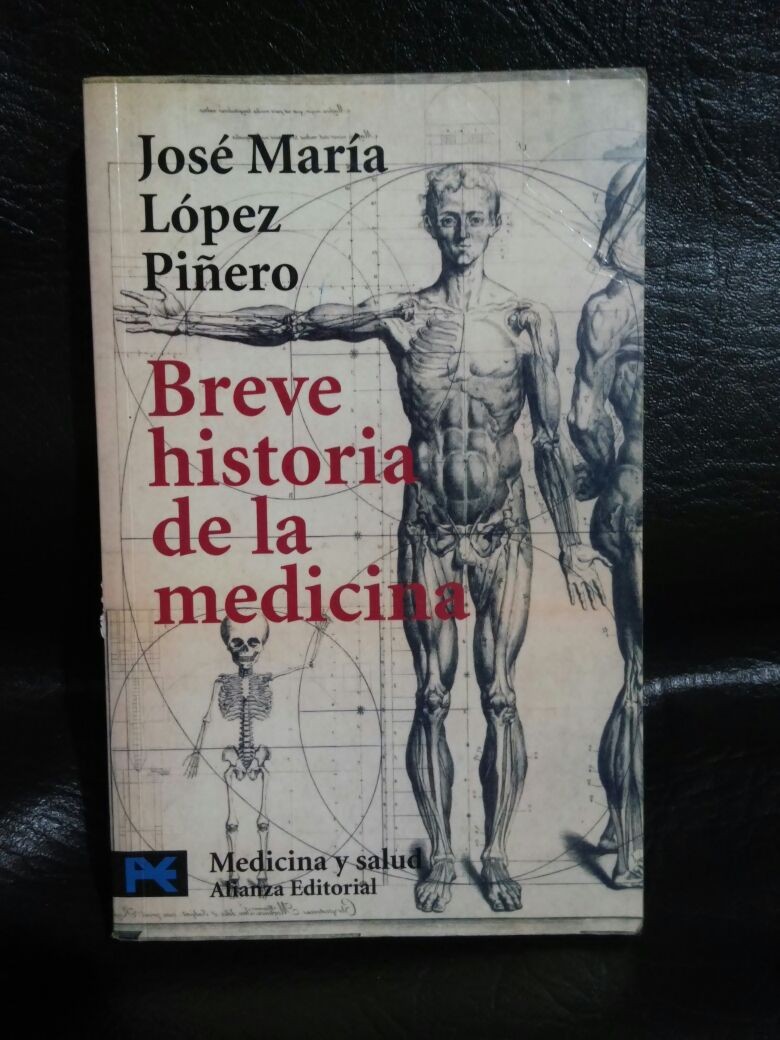 José María
López
Piñero
Breve
historia
de la
medicina
Medicina y salud
Alianza Editorial